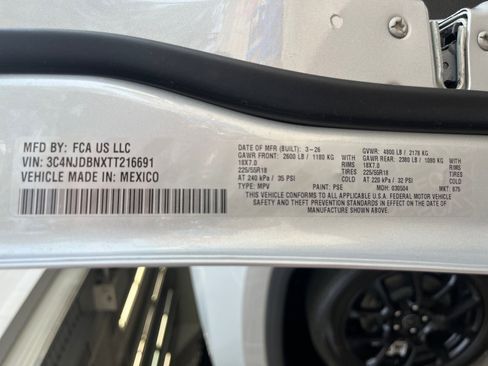 MFD BY: FCA US LLC
VIN: 3C4NJDBNXTT216691
VEHICLE MADE IN: MEXICO
DATE OF MFR (BUILT): 3-26 GVWR: 4800 LB / 2178 KG
GAWR FRONT: 2600 LB / 1180 KG GAWR REAR: 2380 LB / 1080 KG
18X7.0 RIMS 18X7.0 RIMS
225/55R18 TIRES 225/55R18 TIRES
AT 240 kPa / 35 PSI COLD AT 220 kPa / 32 PSI COLD
TYPE: MPV PAINT: PSE MDH: 030504 MKT: 875
THIS VEHICLE CONFORMS TO ALL APPLICABLE U.S.A. FEDERAL MOTOR VEHICLE
SAFETY AND THEFT PREVENTION STANDARDS IN EFFECT ON THE DATE OF
MANUFACTURE SHOWN ABOVE.